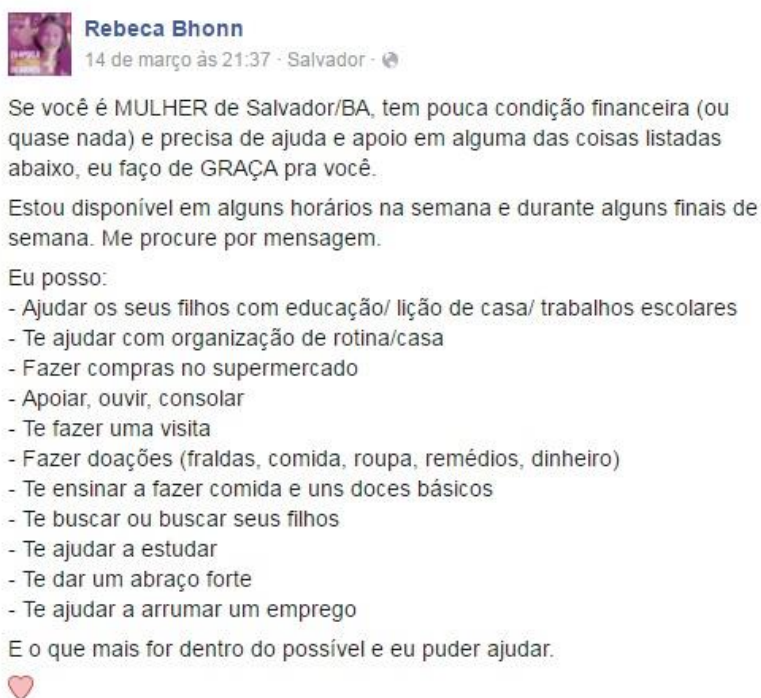 Rebeca Bhonn
14 de março às 21:37 · Salvador ·
Se você é MULHER de Salvador/BA, tem pouca condição financeira (ou
quase nada) e precisa de ajuda e apoio em alguma das coisas listadas
abaixo, eu faço de GRAÇA pra você.
Estou disponível em alguns horários na semana e durante alguns finais de
semana. Me procure por mensagem.
Eu posso:
- Ajudar os seus filhos com educação/ lição de casa/ trabalhos escolares
- Te ajudar com organização de rotina/casa
- Fazer compras no supermercado
- Apoiar, ouvir, consolar
- Te fazer uma visita
- Fazer doações (fraldas, comida, roupa, remédios, dinheiro)
- Te ensinar a fazer comida e uns doces básicos
- Te buscar ou buscar seus filhos
- Te ajudar a estudar
- Te dar um abraço forte
- Te ajudar a arrumar um emprego
E o que mais for dentro do possível e eu puder ajudar.